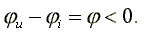 φ_u − φ_i = φ < 0.